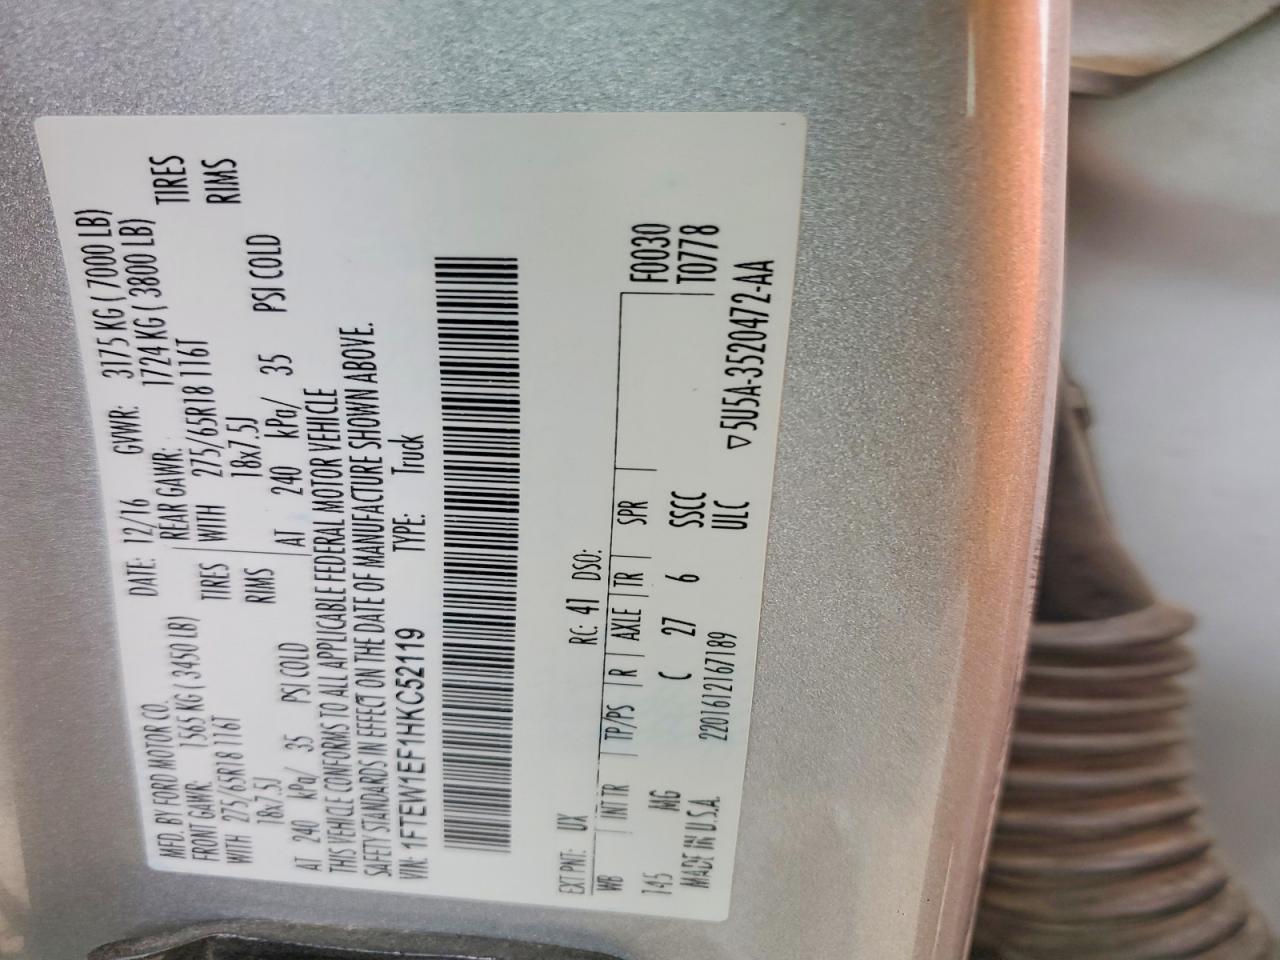 MFD. BY FORD MOTOR CO. DATE: 12/16 GVWR: 3175 KG ( 7000 LB)
FRONT GAWR: 1565 KG ( 3450 LB) REAR GAWR: 1724 KG ( 3800 LB)
WITH 275/65R18 116T TIRES WITH 275/65R18 116T TIRES
18x7.5J RIMS 18x7.5J RIMS
AT 240 kPa/ 35 PSI COLD AT 240 kPa/ 35 PSI COLD
THIS VEHICLE CONFORMS TO ALL APPLICABLE FEDERAL MOTOR VEHICLE
SAFETY STANDARDS IN EFFECT ON THE DATE OF MANUFACTURE SHOWN ABOVE.
VIN: 1FTEW1EF1HKC52119 TYPE: Truck
EXT PNT: UX RC: 41 DSO:
WB INT TR TP/PS R AXLE TR SPR F0030
145 MG C 27 6 SSCC T0778
MADE IN U.S.A. 2201612167189 ULC
▽5U5A-3520472-AA